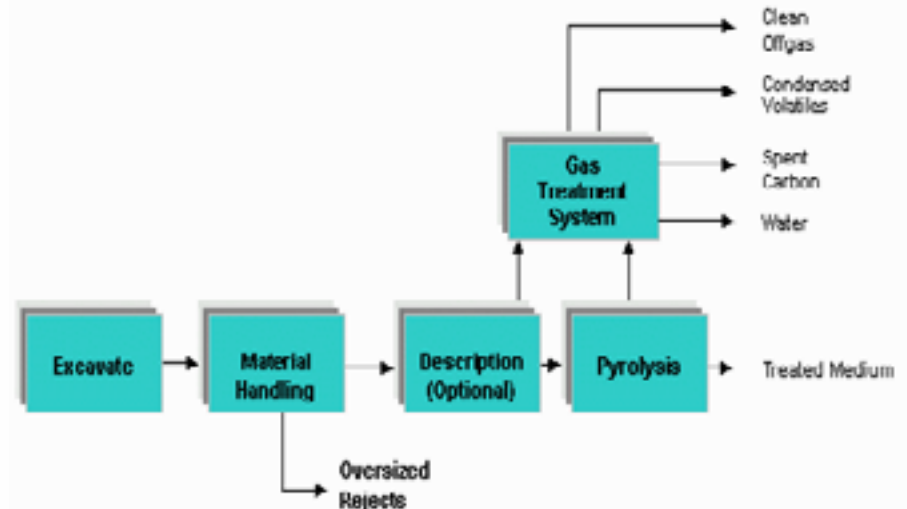 Clean
Offgas
Condensed
Volatiles
Gas
Treatment
System
Spent
Carbon
Water
Excavate
Material
Handling
Description
(Optional)
Pyrolysis
Treated Medium
Oversized
Rejects